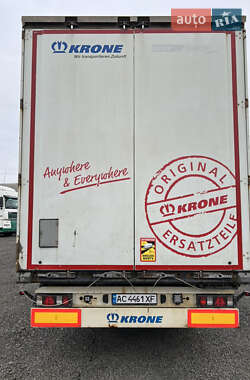 AUTO RIA
KRONE
Wir transportieren Zukunft
Anywhere
& Everywhere
ORIGINAL
KRONE
ERSATZTEILE
AC 4461 XF
KRONE